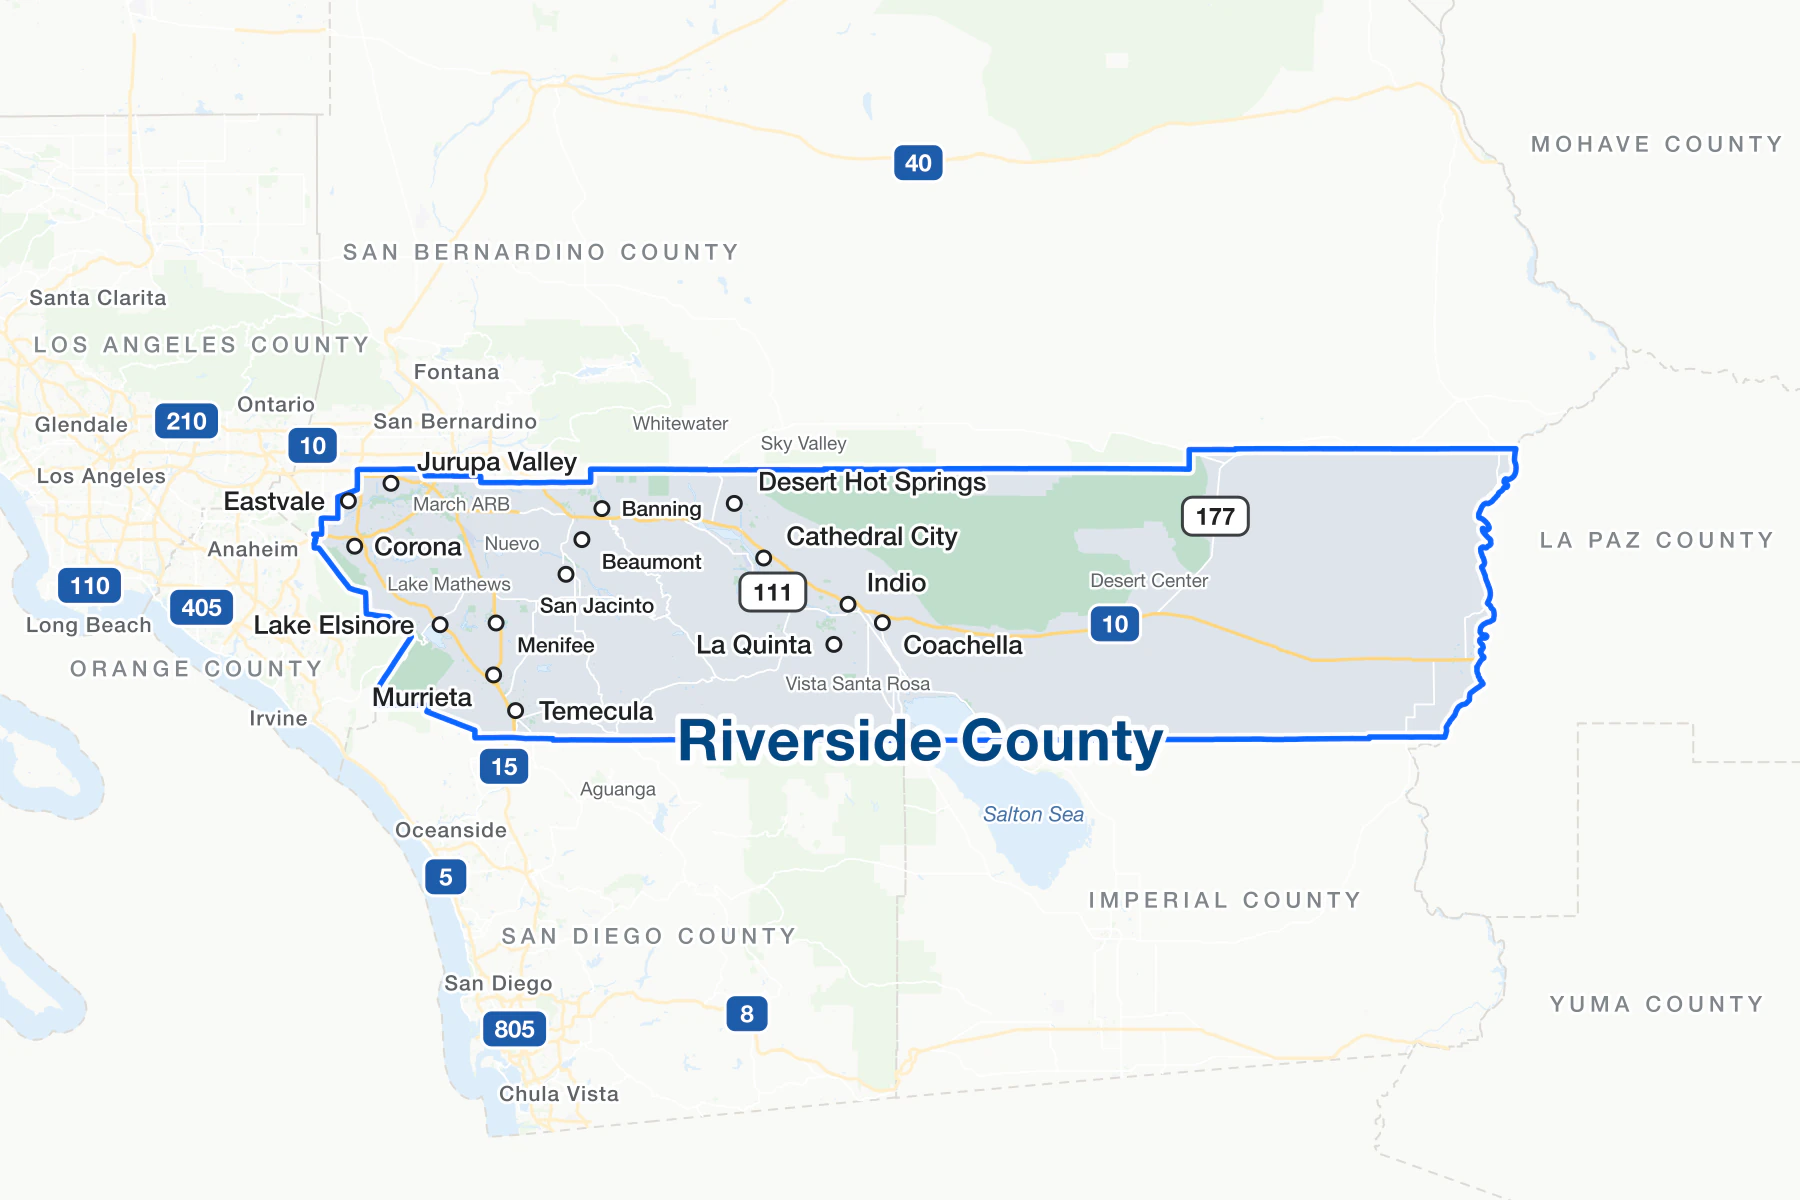 40
MOHAVE COUNTY
SAN BERNARDINO COUNTY
Santa Clarita
LOS ANGELES COUNTY
Fontana
Ontario
210
Glendale
San Bernardino
Whitewater
10
Sky Valley
Jurupa Valley
Los Angeles
Desert Hot Springs
Eastvale
March ARB
Banning
177
Cathedral City
LA PAZ COUNTY
Anaheim
Corona
Nuevo
Beaumont
110
Lake Mathews
111
Indio
Desert Center
405
San Jacinto
Long Beach
Lake Elsinore
10
Menifee
La Quinta
Coachella
ORANGE COUNTY
Vista Santa Rosa
Murrieta
Irvine
Temecula
Riverside County
15
Aguanga
Salton Sea
Oceanside
5
IMPERIAL COUNTY
SAN DIEGO COUNTY
San Diego
YUMA COUNTY
8
805
Chula Vista